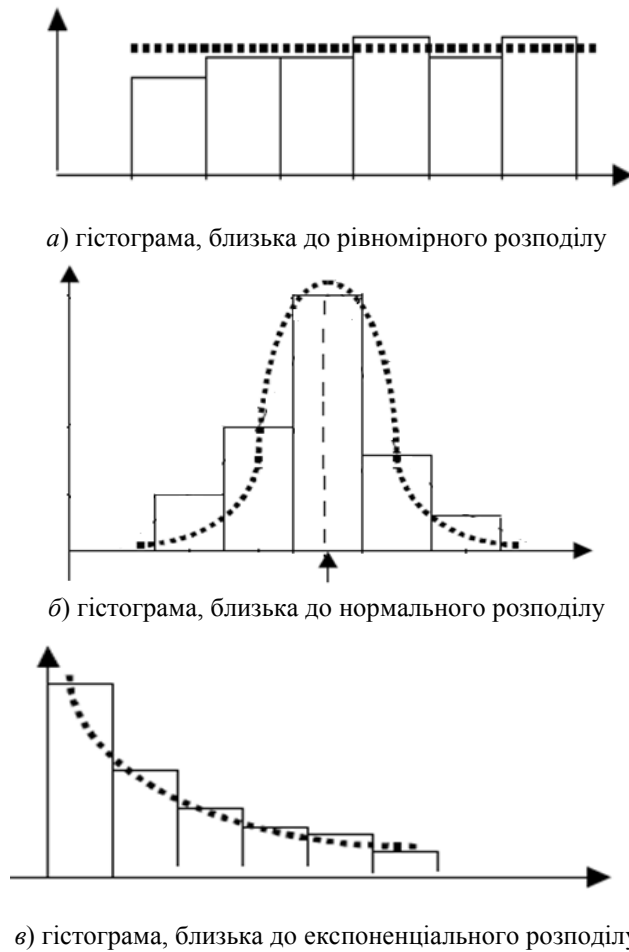 а) гістограма, близька до рівномірного розподілу
б) гістограма, близька до нормального розподілу
в) гістограма, близька до експоненціального розподілу